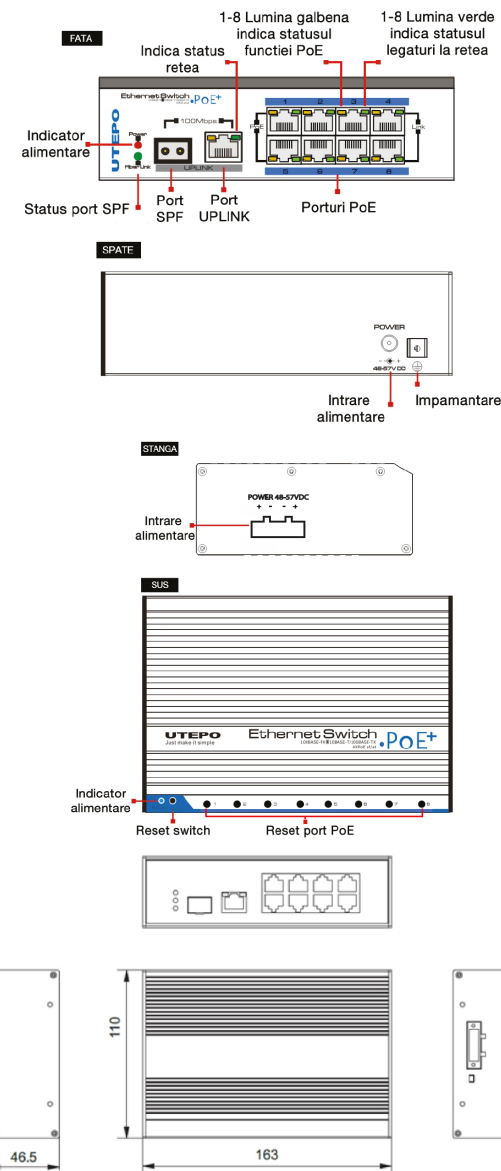 FATA
1-8 Lumina galbena
indica statusul
functiei PoE
1-8 Lumina verde
indica statusul
legaturi la retea
Indica status
retea
Ethernet Switch
PoE+
100Mbps
UTEPO
Power
Fiber Link
UPLINK
1 2 3 4
PoE
Link
5 6 7 8
Indicator
alimentare
Status port SPF
Port
SPF
Port
UPLINK
Porturi PoE
SPATE
POWER
- +
48-57V DC
Intrare
alimentare
Impamantare
STANGA
POWER 48-57VDC
+ - - +
Intrare
alimentare
SUS
UTEPO
Just make it simple
Ethernet Switch
PoE+
Indicator
alimentare
1 2 3 4 5 6 7 8
Reset switch
Reset port PoE
110
46.5
163